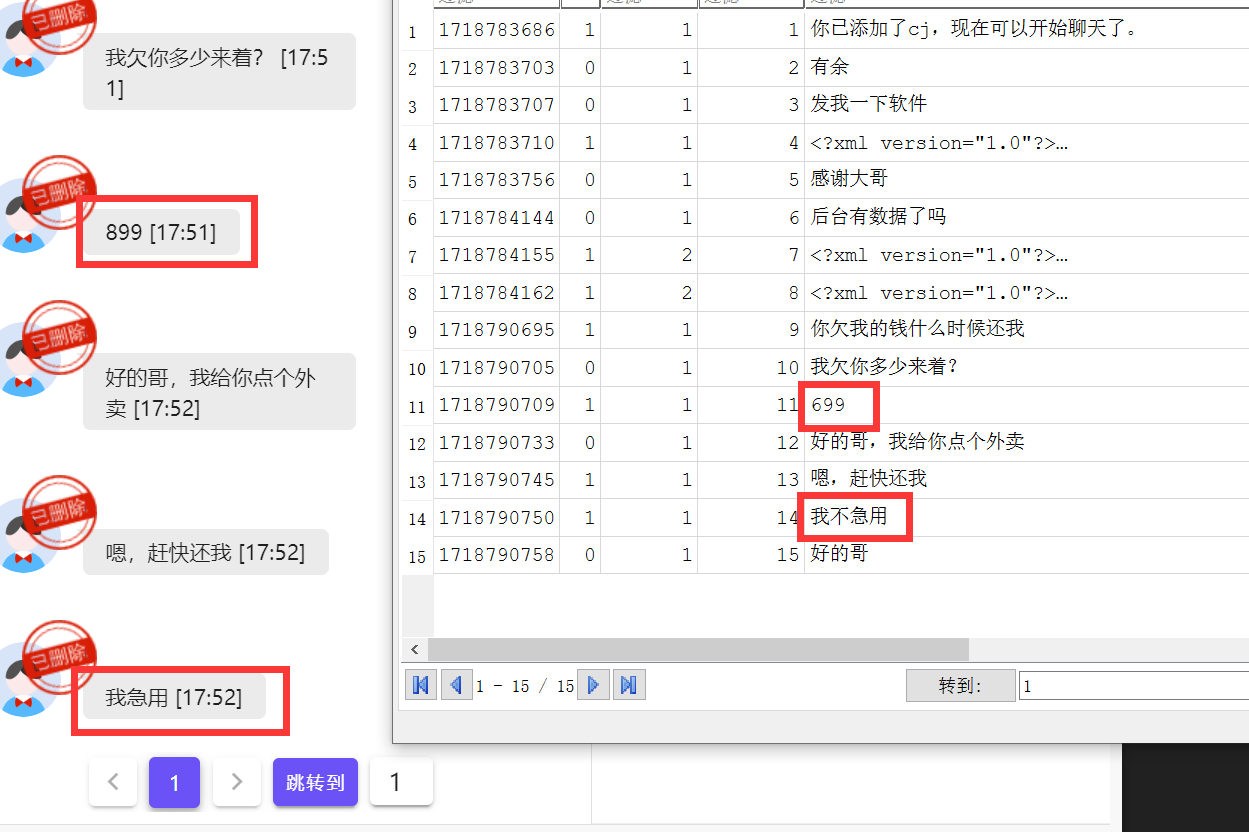 已删除
我欠你多少来着? [17:5
1]
已删除
899 [17:51]
已删除
好的哥，我给你点个外
卖 [17:52]
已删除
嗯，赶快还我 [17:52]
已删除
我急用 [17:52]
1
跳转到
1
1 1718783686 1 1 1 你已添加了cj，现在可以开始聊天了。
2 1718783703 0 1 2 有余
3 1718783707 0 1 3 发我一下软件
4 1718783710 1 1 4 <?xml version="1.0"?>…
5 1718783756 0 1 5 感谢大哥
6 1718784144 0 1 6 后台有数据了吗
7 1718784155 1 2 7 <?xml version="1.0"?>…
8 1718784162 1 2 8 <?xml version="1.0"?>…
9 1718790695 1 1 9 你欠我的钱什么时候还我
10 1718790705 0 1 10 我欠你多少来着?
11 1718790709 1 1 11 699
12 1718790733 0 1 12 好的哥，我给你点个外卖
13 1718790745 1 1 13 嗯，赶快还我
14 1718790750 1 1 14 我不急用
15 1718790758 0 1 15 好的哥
1 - 15 / 15
转到:
1